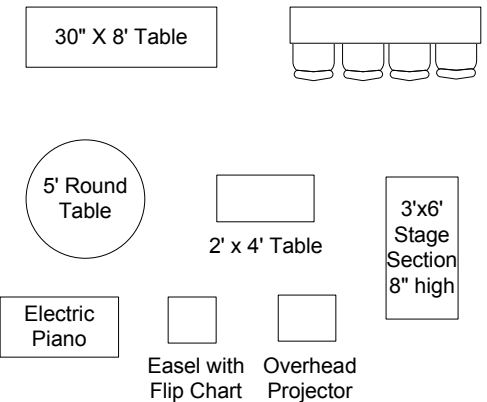 30" X 8' Table
5' Round
Table
2' x 4' Table
3'x6'
Stage
Section
8" high
Electric
Piano
Easel with
Flip Chart
Overhead
Projector